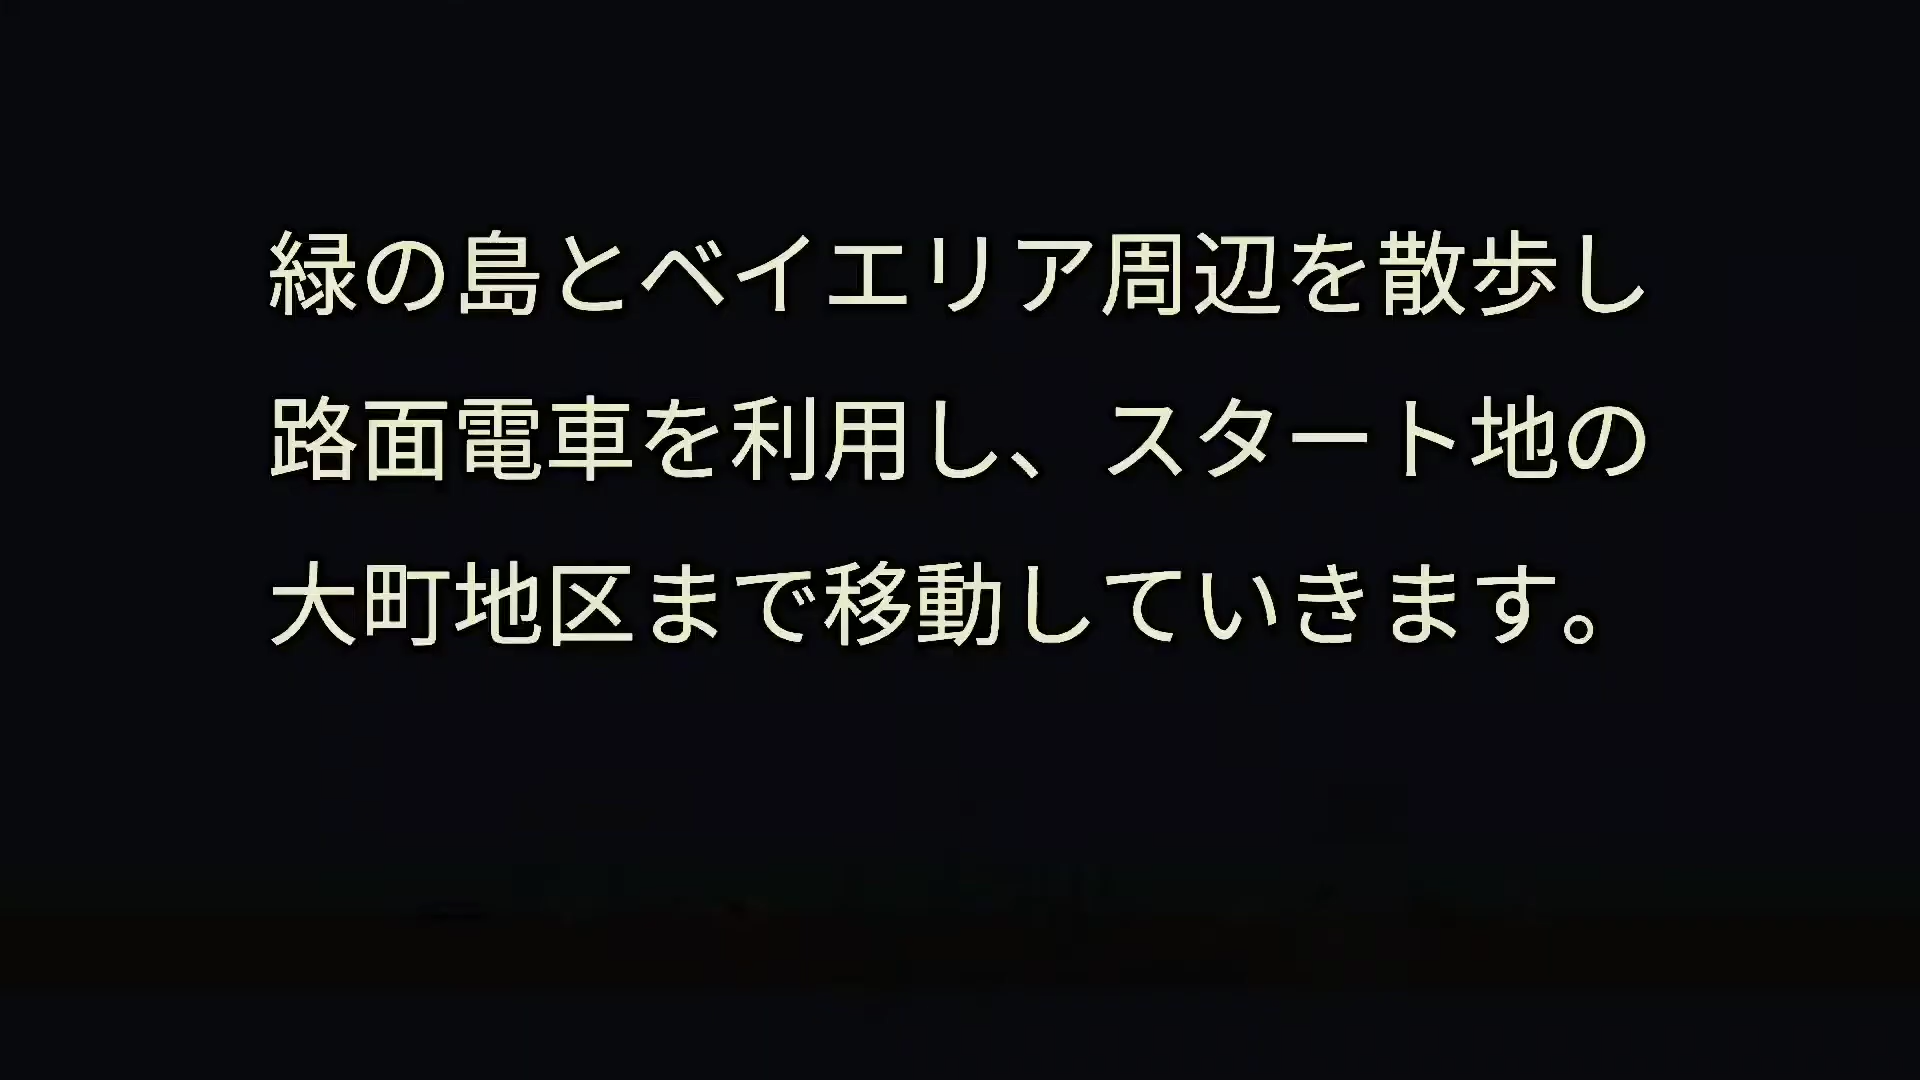 緑の島とベイエリア周辺を散歩し
路面電車を利用し、スタート地の
大町地区まで移動していきます。